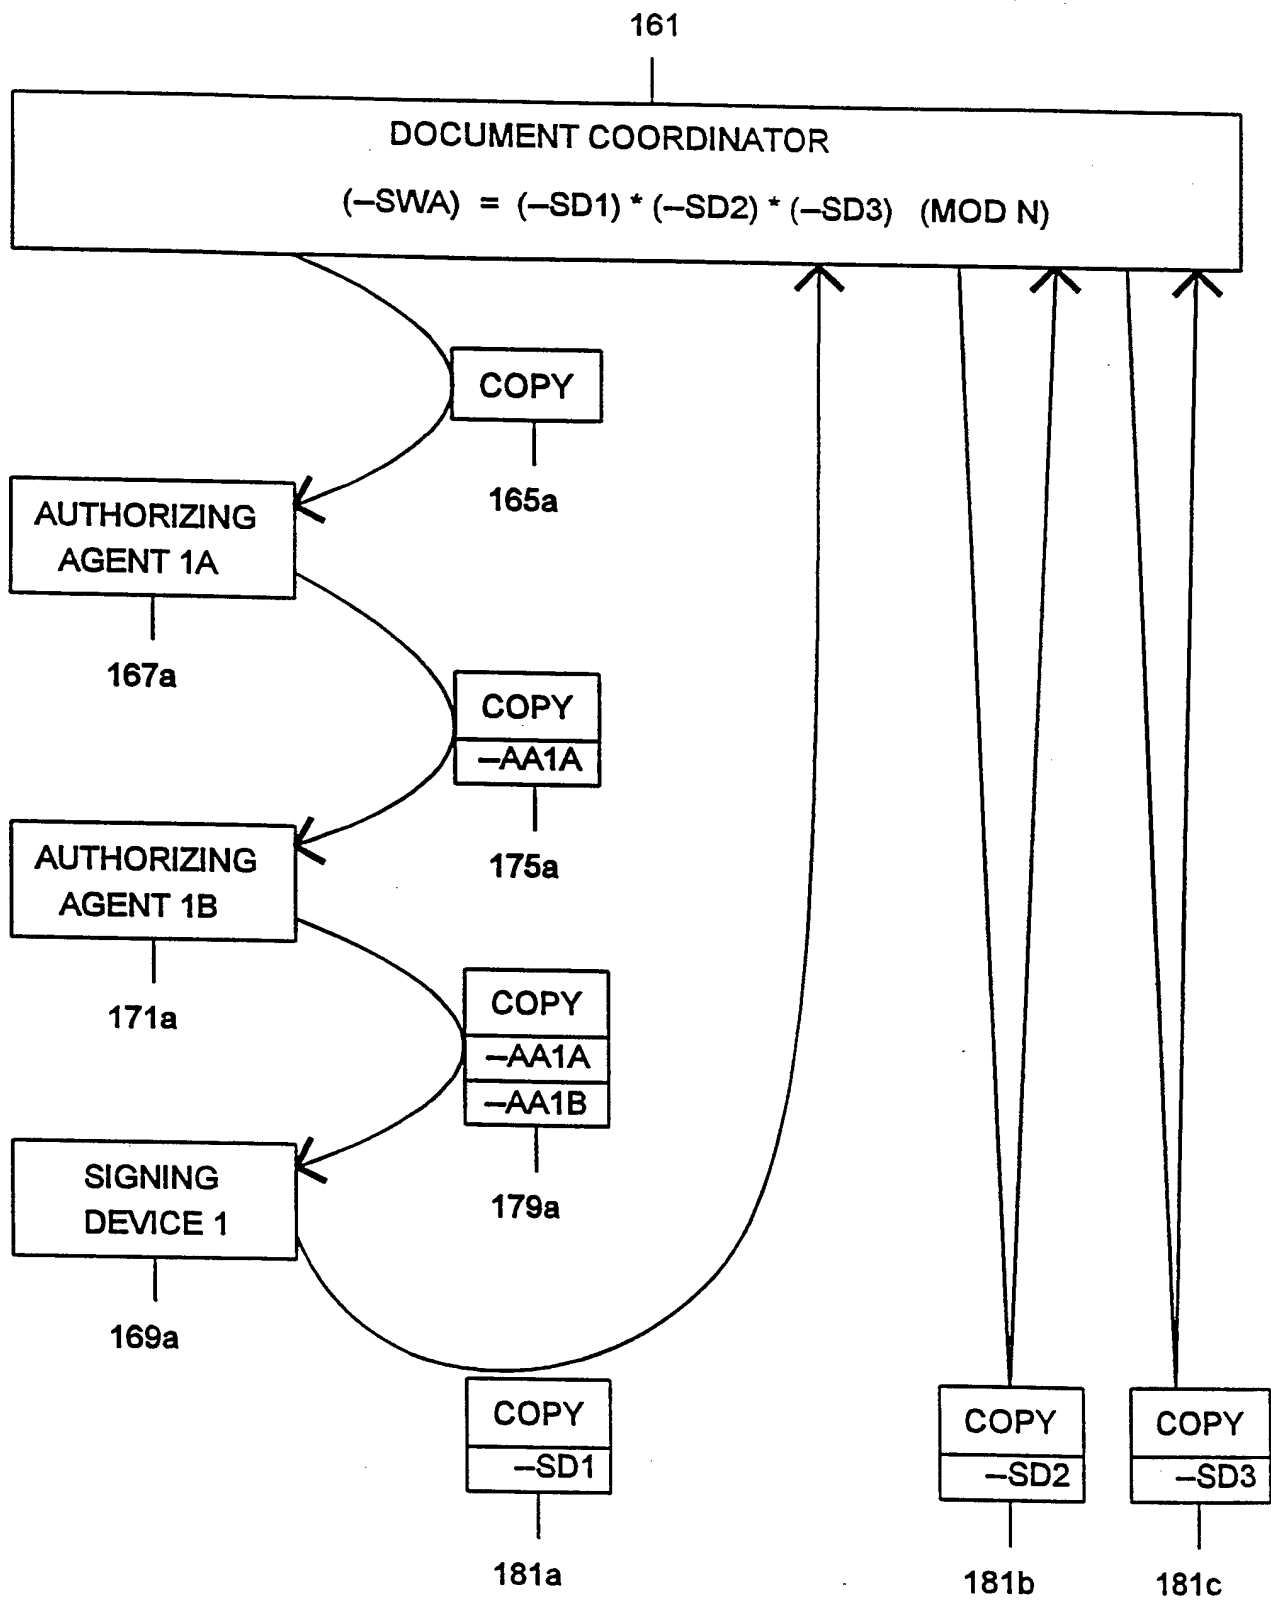 161
DOCUMENT COORDINATOR
(–SWA) = (–SD1) * (–SD2) * (–SD3) (MOD N)
COPY
165a
AUTHORIZING
AGENT 1A
167a
COPY
–AA1A
175a
AUTHORIZING
AGENT 1B
171a
COPY
–AA1A
–AA1B
179a
SIGNING
DEVICE 1
169a
COPY
–SD1
181a
COPY
–SD2
181b
COPY
–SD3
181c